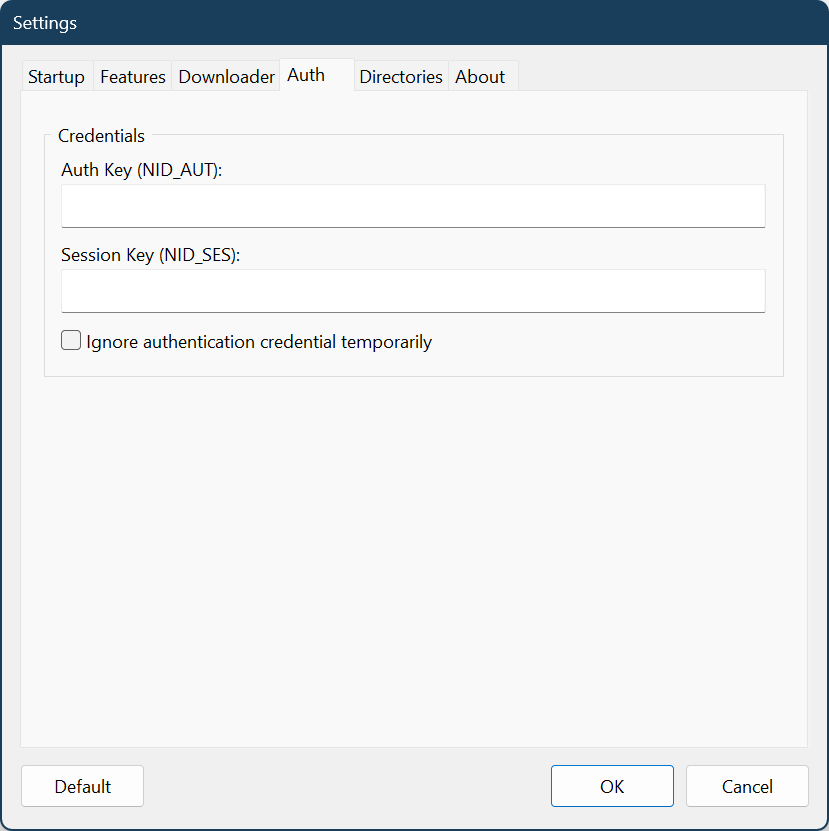 Settings
Startup Features Downloader Auth Directories About
Credentials
Auth Key (NID_AUT):
Session Key (NID_SES):
Ignore authentication credential temporarily
Default OK Cancel